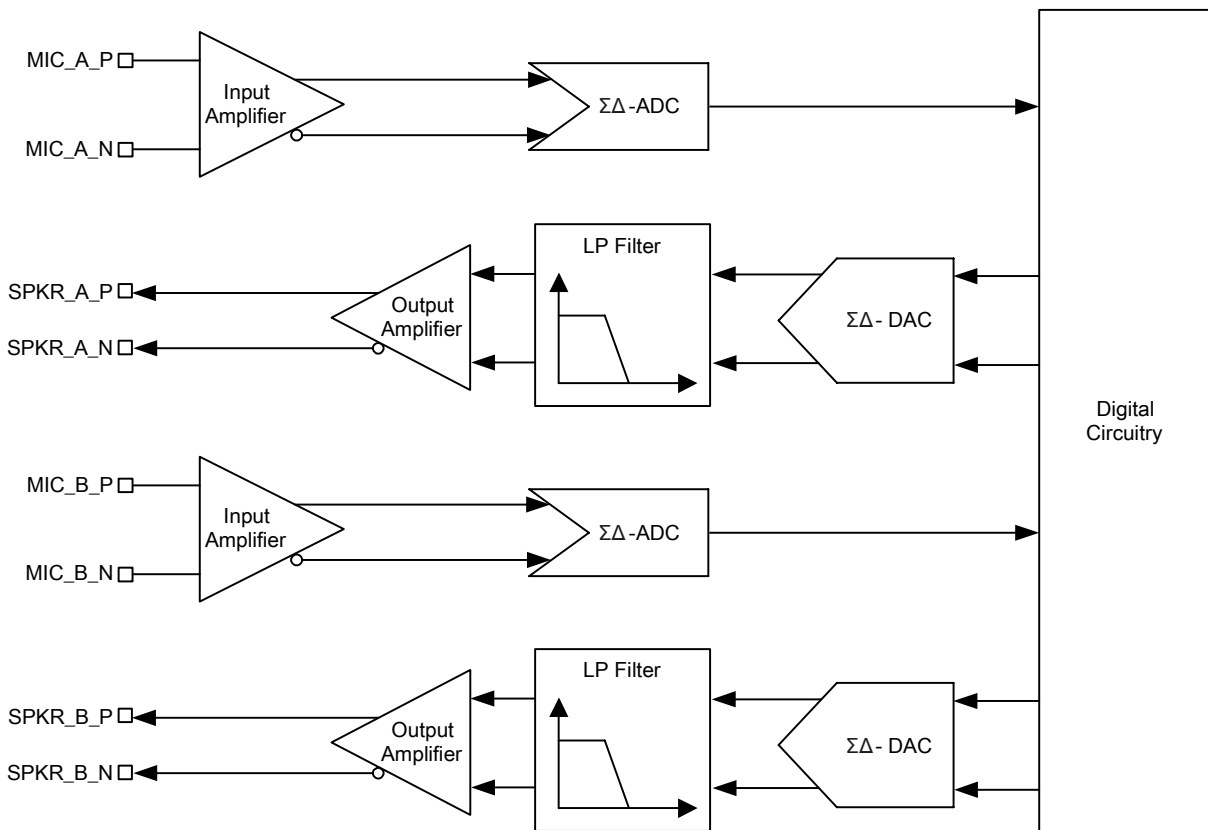 MIC_A_P
Input
Amplifier
MIC_A_N
ΣΔ -ADC
LP Filter
SPKR_A_P
Output
Amplifier
SPKR_A_N
ΣΔ - DAC
Digital
Circuitry
MIC_B_P
Input
Amplifier
MIC_B_N
ΣΔ -ADC
LP Filter
SPKR_B_P
Output
Amplifier
SPKR_B_N
ΣΔ - DAC